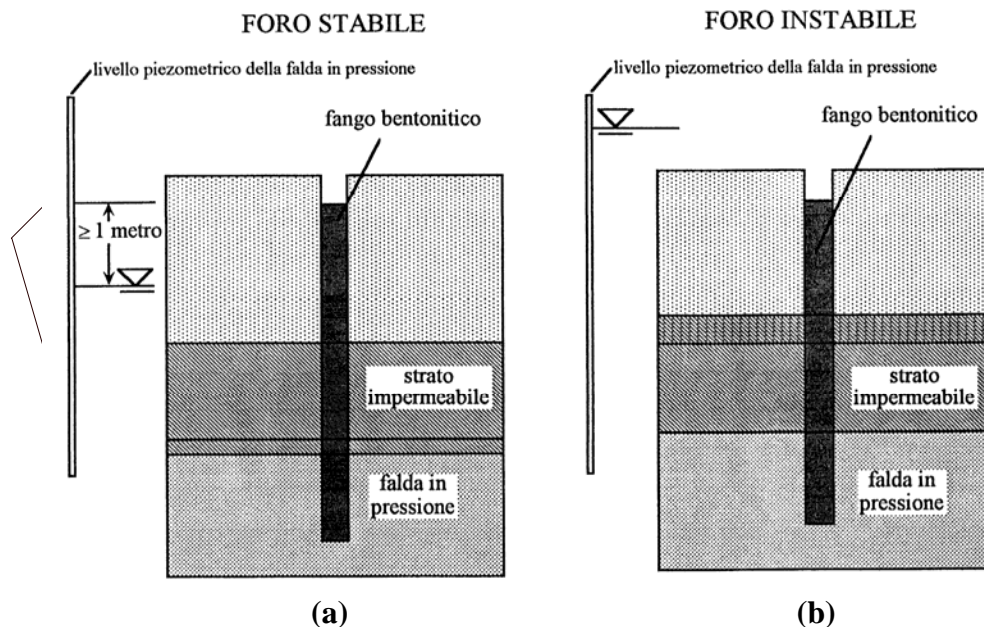 FORO STABILE
livello piezometrico della falda in pressione
fango bentonitico
≥ 1 metro
strato
impermeabile
falda in
pressione
(a)
FORO INSTABILE
livello piezometrico della falda in pressione
fango bentonitico
strato
impermeabile
falda in
pressione
(b)